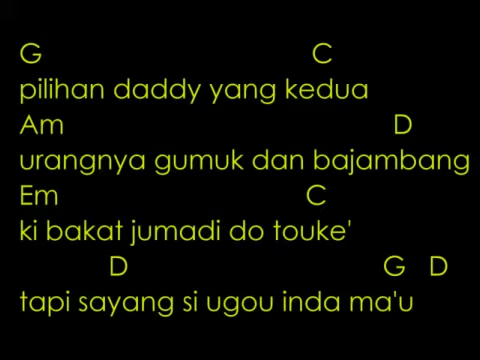 G C
pilihan daddy yang kedua
Am D
urangnya gumuk dan bajambang
Em C
ki bakat jumadi do touke'
D G D
tapi sayang si ugou inda ma'u